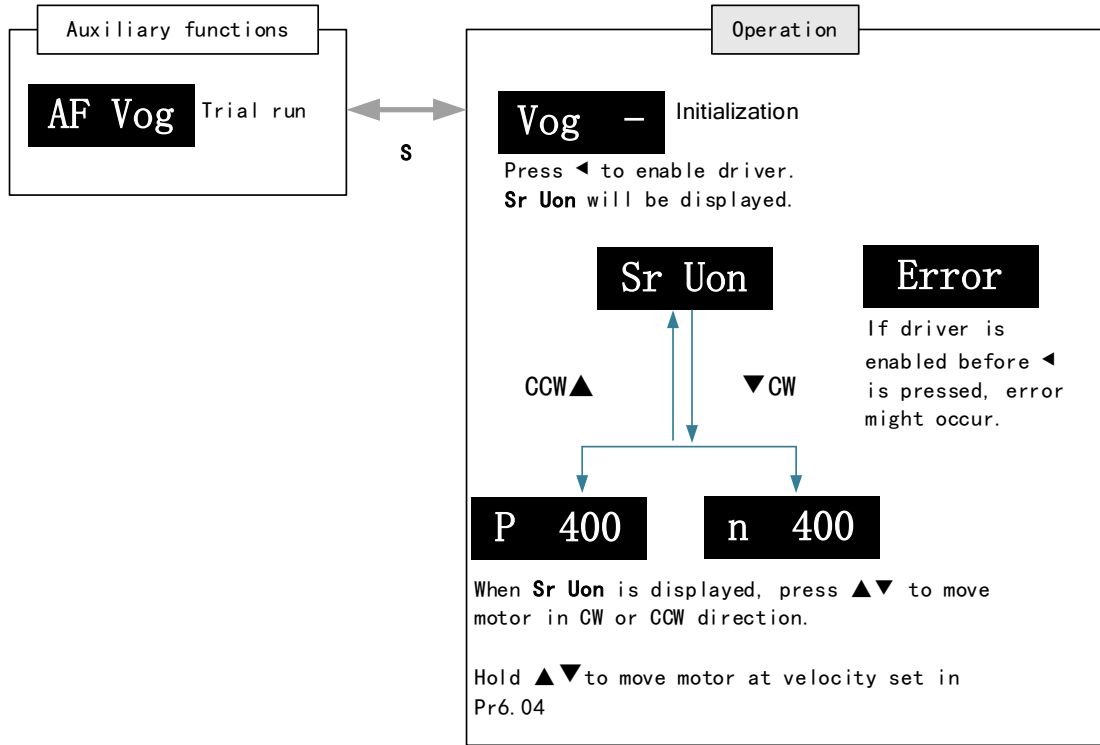 Auxiliary functions
AF Vog Trial run
S
Operation
Vog - Initialization
Press ◄ to enable driver.
Sr Uon will be displayed.
Sr Uon
Error
If driver is
enabled before ◄
is pressed, error
might occur.
CCW▲
▼CW
P 400
n 400
When Sr Uon is displayed, press ▲▼ to move
motor in CW or CCW direction.
Hold ▲▼to move motor at velocity set in
Pr6.04